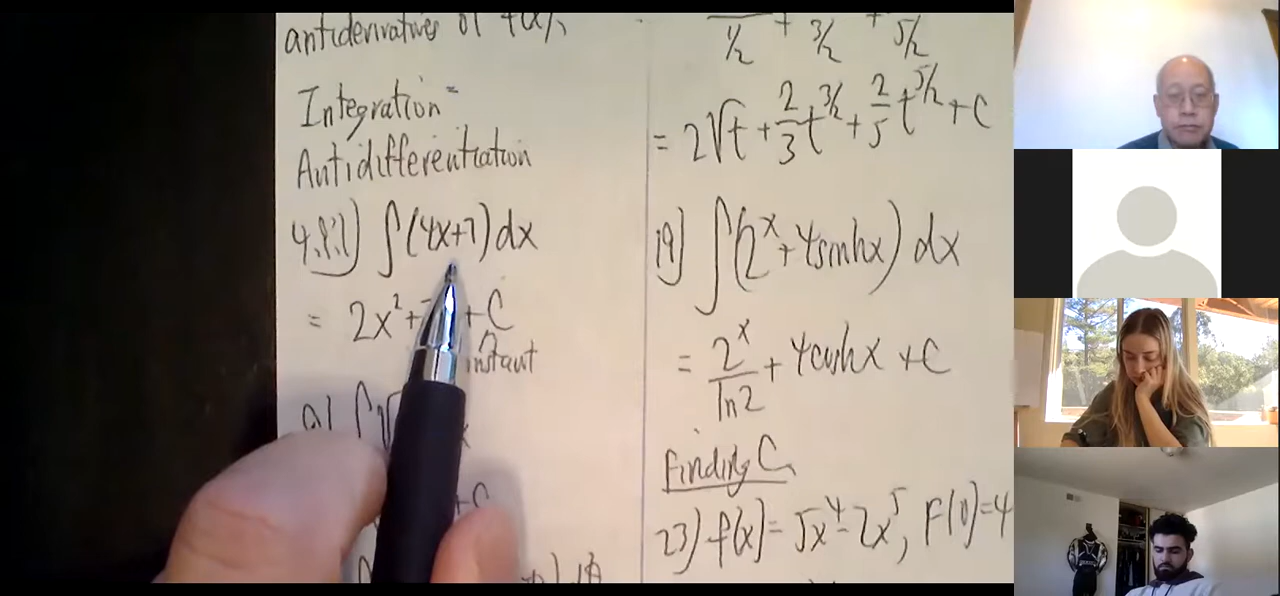 antiderivatives of f(x).
Integration =
Antidifferentiation
4.8.1) ∫(4x+7)dx
= 2x² + + C
9) ∫√
+ C
1/2 + 3/2 + 5/2
= 2√t + 2/3 t^3/2 + 2/5 t^5/2 + C
19) ∫(2^x + 4sinhx) dx
= 2^x/ln2 + 4coshx + C
Finding C
23) f(x) = 5x⁴ - 2x⁵, F(0) = 4